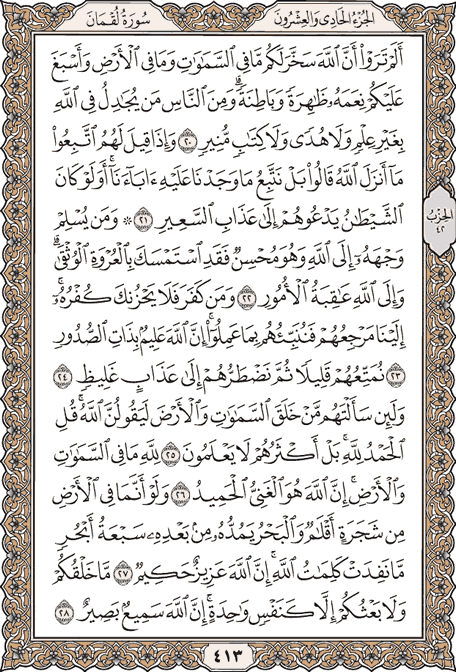 الجزء الحادي والعشرون
سورة لقمان
أَلَمْ تَرَوْا۟ أَنَّ ٱللَّهَ سَخَّرَ لَكُم مَّا فِى ٱلسَّمَٰوَٰتِ وَمَا فِى ٱلْأَرْضِ وَأَسْبَغَ
عَلَيْكُمْ نِعَمَهُۥ ظَٰهِرَةً وَبَاطِنَةً ۗ وَمِنَ ٱلنَّاسِ مَن يُجَٰدِلُ فِى ٱللَّهِ
بِغَيْرِ عِلْمٍ وَلَا هُدًى وَلَا كِتَٰبٍ مُّنِيرٍ ٢٠ وَإِذَا قِيلَ لَهُمُ ٱتَّبِعُوا۟
مَآ أَنزَلَ ٱللَّهُ قَالُوا۟ بَلْ نَتَّبِعُ مَا وَجَدْنَا عَلَيْهِ ءَابَآءَنَآ ۚ أَوَلَوْ كَانَ
ٱلشَّيْطَٰنُ يَدْعُوهُمْ إِلَىٰ عَذَابِ ٱلسَّعِيرِ ٢١ ۞ وَمَن يُسْلِمْ
وَجْهَهُۥٓ إِلَى ٱللَّهِ وَهُوَ مُحْسِنٌ فَقَدِ ٱسْتَمْسَكَ بِٱلْعُرْوَةِ ٱلْوُثْقَىٰ ۗ
وَإِلَى ٱللَّهِ عَٰقِبَةُ ٱلْأُمُورِ ٢٢ وَمَن كَفَرَ فَلَا يَحْزُنكَ كُفْرُهُۥٓ ۚ
إِلَيْنَا مَرْجِعُهُمْ فَنُنَبِّئُهُم بِمَا عَمِلُوٓا۟ ۚ إِنَّ ٱللَّهَ عَلِيمٌۢ بِذَاتِ ٱلصُّدُورِ
٢٣ نُمَتِّعُهُمْ قَلِيلًا ثُمَّ نَضْطَرُّهُمْ إِلَىٰ عَذَابٍ غَلِيظٍ ٢٤
وَلَئِن سَأَلْتَهُم مَّنْ خَلَقَ ٱلسَّمَٰوَٰتِ وَٱلْأَرْضَ لَيَقُولُنَّ ٱللَّهُ ۚ قُلِ
ٱلْحَمْدُ لِلَّهِ ۚ بَلْ أَكْثَرُهُمْ لَا يَعْلَمُونَ ٢٥ لِلَّهِ مَا فِى ٱلسَّمَٰوَٰتِ
وَٱلْأَرْضِ ۚ إِنَّ ٱللَّهَ هُوَ ٱلْغَنِىُّ ٱلْحَمِيدُ ٢٦ وَلَوْ أَنَّمَا فِى ٱلْأَرْضِ
مِن شَجَرَةٍ أَقْلَٰمٌ وَٱلْبَحْرُ يَمُدُّهُۥ مِنۢ بَعْدِهِۦ سَبْعَةُ أَبْحُرٍ
مَّا نَفِدَتْ كَلِمَٰتُ ٱللَّهِ ۗ إِنَّ ٱللَّهَ عَزِيزٌ حَكِيمٌ ٢٧ مَّا خَلْقُكُمْ
وَلَا بَعْثُكُمْ إِلَّا كَنَفْسٍ وَٰحِدَةٍ ۗ إِنَّ ٱللَّهَ سَمِيعٌۢ بَصِيرٌ ٢٨
الحزب
٤٢
٤١٣